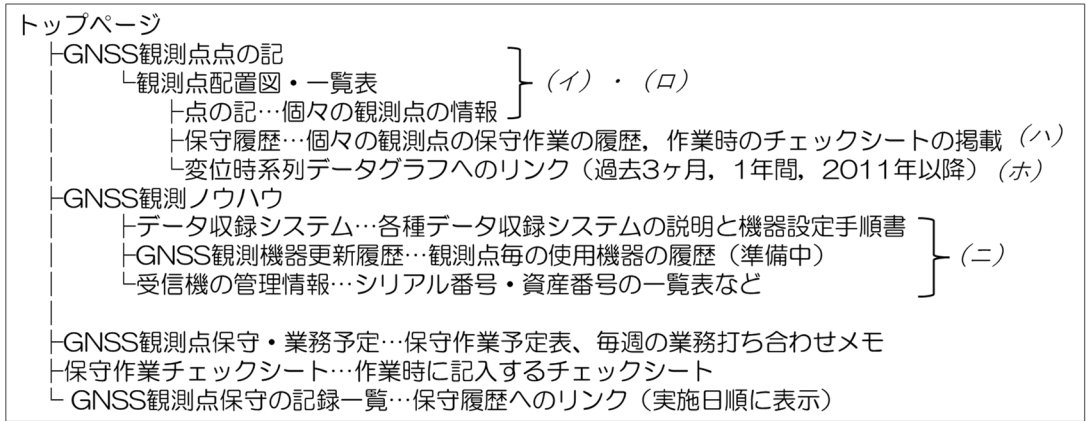 トップページ
├GNSS観測点点の記
│ └観測点配置図・一覧表 (イ)・(ロ)
│ ├点の記…個々の観測点の情報
│ ├保守履歴…個々の観測点の保守作業の履歴,作業時のチェックシートの掲載 (ハ)
│ └変位時系列データグラフへのリンク(過去3ヶ月,1年間,2011年以降) (ホ)
├GNSS観測ノウハウ
│ ├データ収録システム…各種データ収録システムの説明と機器設定手順書
│ ├GNSS観測機器更新履歴…観測点毎の使用機器の履歴(準備中) (ニ)
│ └受信機の管理情報…シリアル番号・資産番号の一覧表など
│
├GNSS観測点保守・業務予定…保守作業予定表、毎週の業務打ち合わせメモ
├保守作業チェックシート…作業時に記入するチェックシート
└ GNSS観測点保守の記録一覧…保守履歴へのリンク(実施日順に表示)